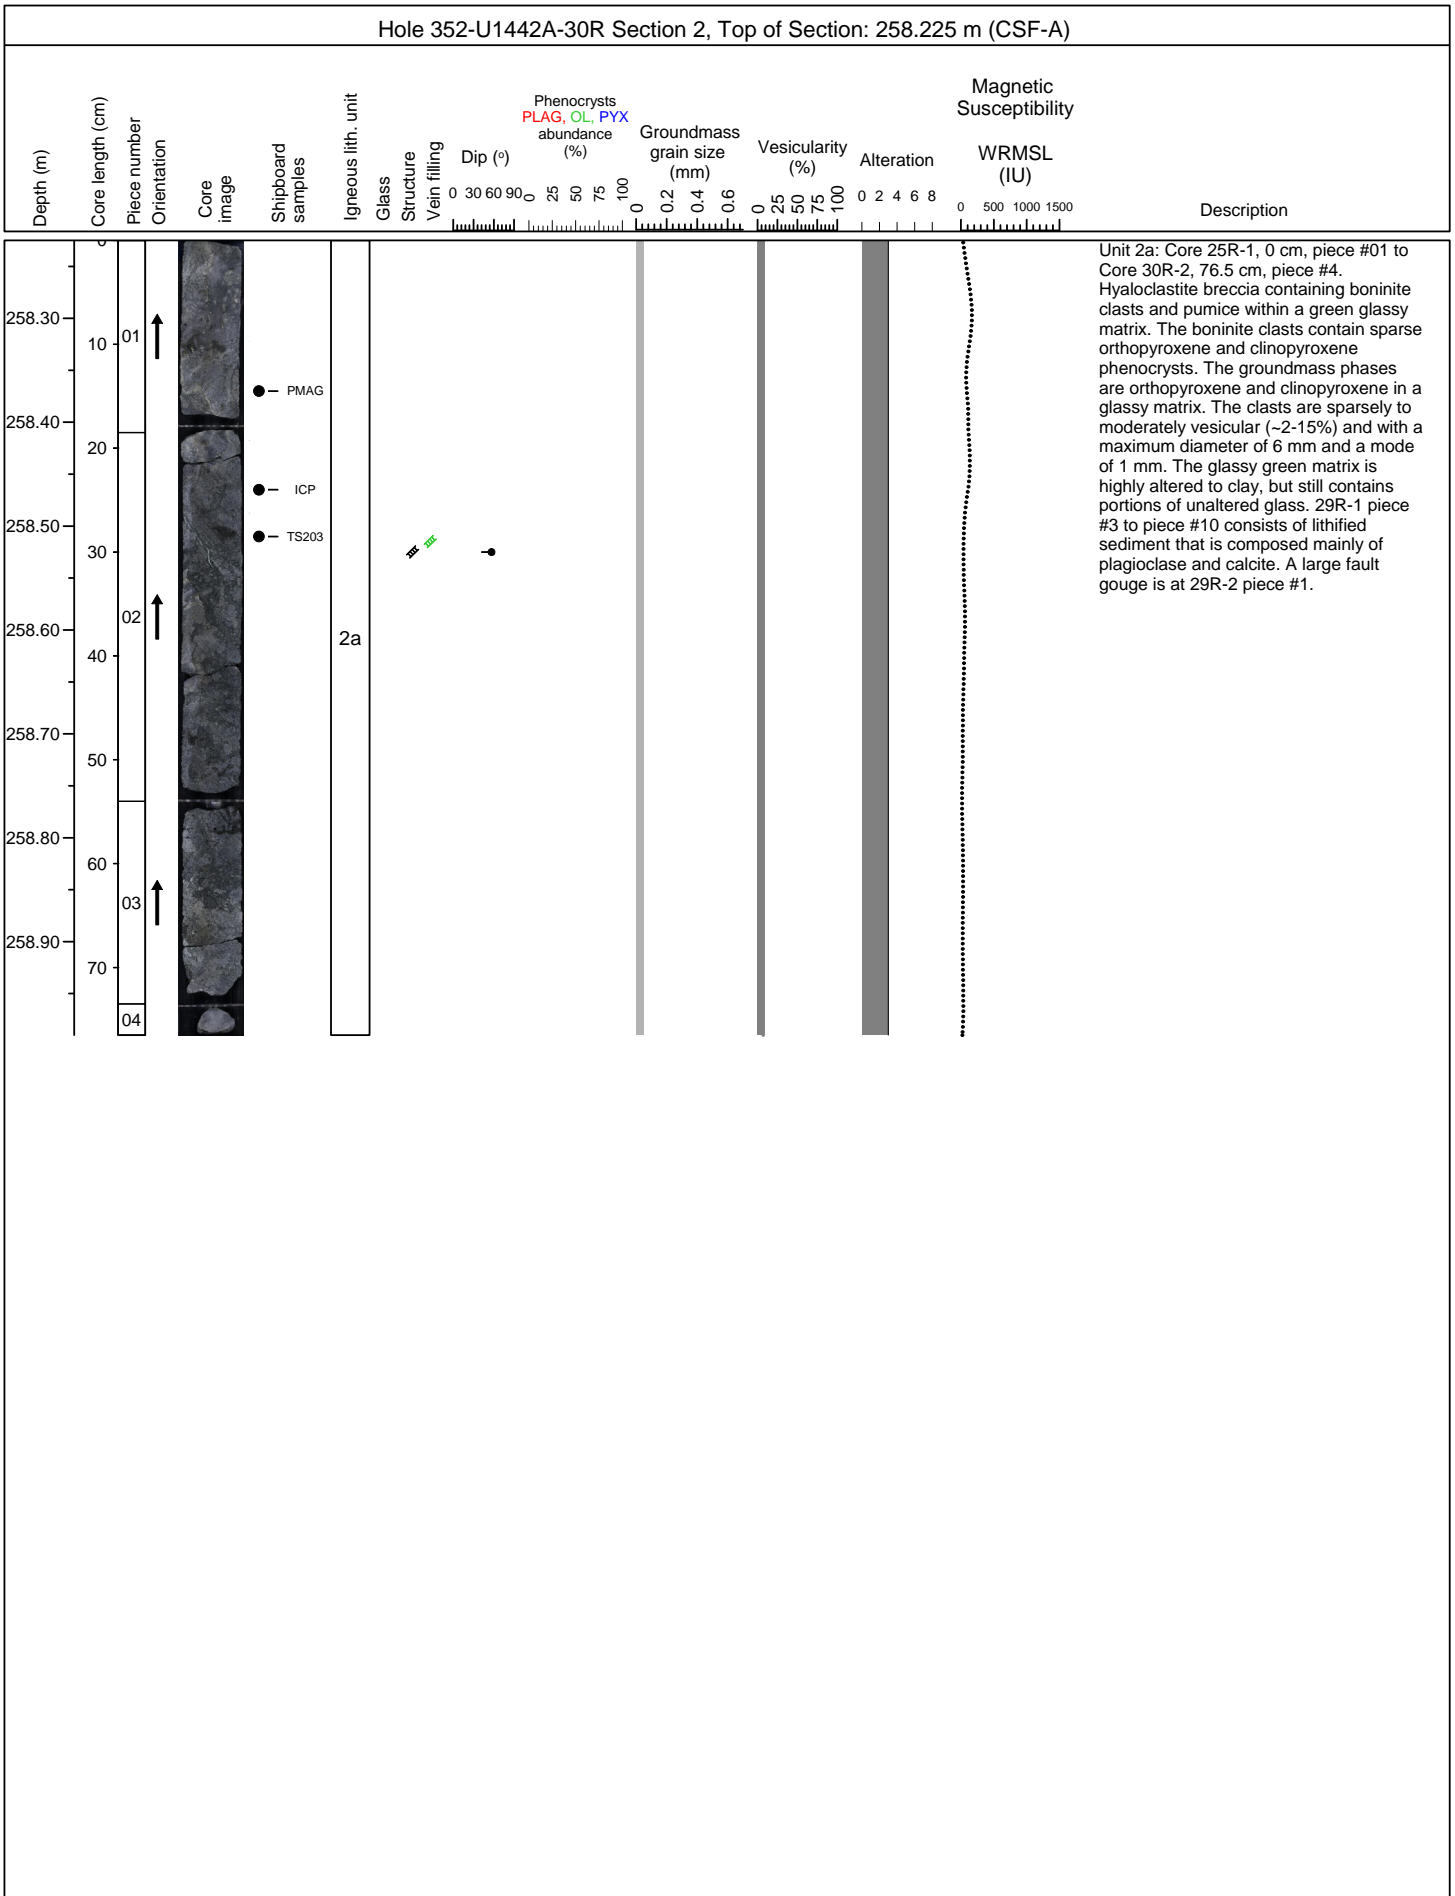 Hole 352-U1442A-30R Section 2, Top of Section: 258.225 m (CSF-A)
Depth (m)
Core length (cm)
Piece number
Orientation
Core
image
Shipboard
samples
Igneous lith. unit
Glass
Structure
Vein filling
Dip (o)
0 30 60 90
Phenocrysts
PLAG, OL, PYX
abundance
(%)
0 25 50 75 100
Groundmass
grain size
(mm)
0 0.2 0.4 0.6
Vesicularity
(%)
0 25 50 75 100
Alteration
0 2 4 6 8
Magnetic
Susceptibility
WRMSL
(IU)
0 500 1000 1500
Description
258.30
258.40
258.50
258.60
258.70
258.80
258.90
0
10
20
30
40
50
60
70
01
02
03
04
PMAG
ICP
TS203
2a
Unit 2a: Core 25R-1, 0 cm, piece #01 to
Core 30R-2, 76.5 cm, piece #4.
Hyaloclastite breccia containing boninite
clasts and pumice within a green glassy
matrix. The boninite clasts contain sparse
orthopyroxene and clinopyroxene
phenocrysts. The groundmass phases
are orthopyroxene and clinopyroxene in a
glassy matrix. The clasts are sparsely to
moderately vesicular (~2-15%) and with a
maximum diameter of 6 mm and a mode
of 1 mm. The glassy green matrix is
highly altered to clay, but still contains
portions of unaltered glass. 29R-1 piece
#3 to piece #10 consists of lithified
sediment that is composed mainly of
plagioclase and calcite. A large fault
gouge is at 29R-2 piece #1.